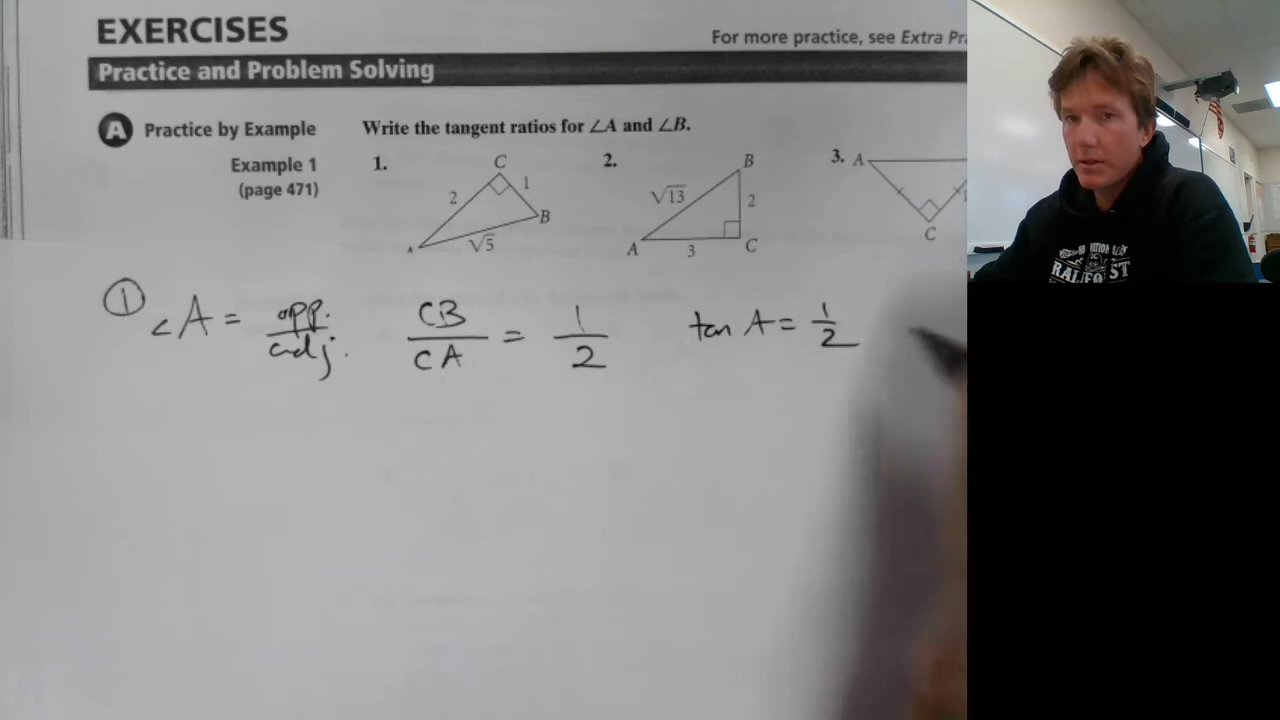 EXERCISES
For more practice, see Extra
Practice and Problem Solving
A Practice by Example
Write the tangent ratios for ∠A and ∠B.
Example 1
(page 471)
1.
C
2
1
B
√5
A
2.
B
√13
2
A
3
C
3. A
C
① ∠A = opp. / adj. CB / CA = 1 / 2 tan A = 1/2